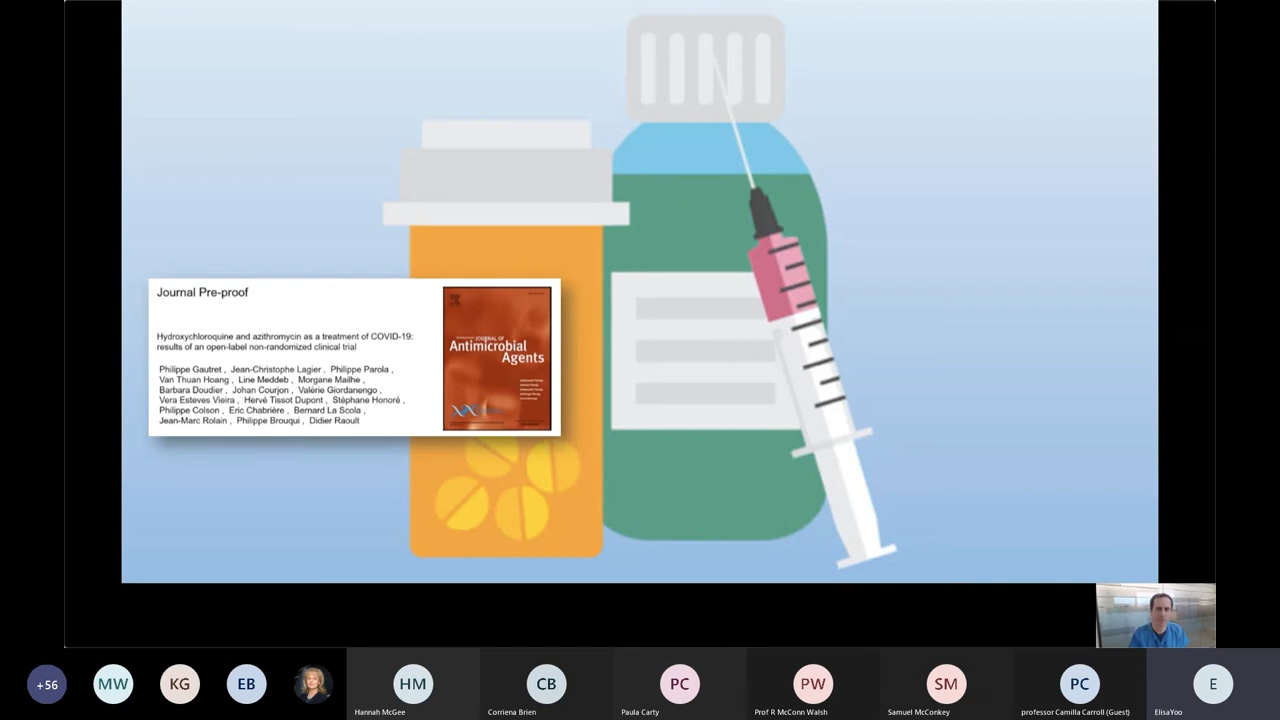 Journal Pre-proof
Hydroxychloroquine and azithromycin as a treatment of COVID-19:
results of an open-label non-randomized clinical trial
Philippe Gautret , Jean-Christophe Lagier , Philippe Parola ,
Van Thuan Hoang , Line Meddeb , Morgane Mailhe ,
Barbara Doudier , Johan Courjon , Valérie Giordanengo ,
Vera Esteves Vieira , Hervé Tissot Dupont , Stéphane Honoré ,
Philippe Colson , Eric Chabrière , Bernard La Scola ,
Jean-Marc Rolain , Philippe Brouqui , Didier Raoult
JOURNAL OF
Antimicrobial
Agents
+56
MW
KG
EB
HM
CB
PC
PW
SM
PC
E
Hannah McGee
Corriena Brien
Paula Carty
Prof R McConn Walsh
Samuel McConkey
professor Camilla Carroll (Guest)
ElisaYoo